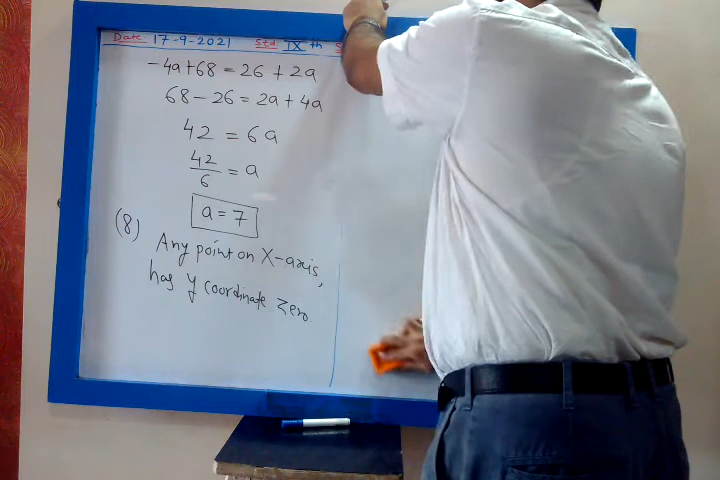 Date 17-9-2021 Std IX th S
-4a+68 = 26 + 2a
68 - 26 = 2a + 4a
42 = 6a
42/6 = a
a = 7
(8) Any point on X-axis,
has y coordinate zero